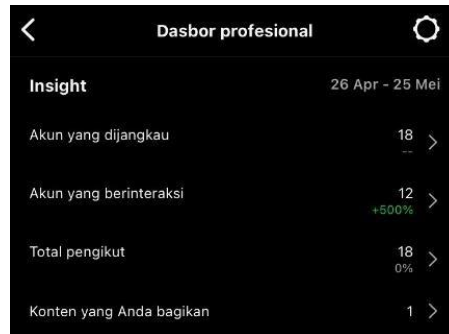 Dasbor profesional
Insight 26 Apr - 25 Mei
Akun yang dijangkau 18
--
Akun yang berinteraksi 12
+500%
Total pengikut 18
0%
Konten yang Anda bagikan 1